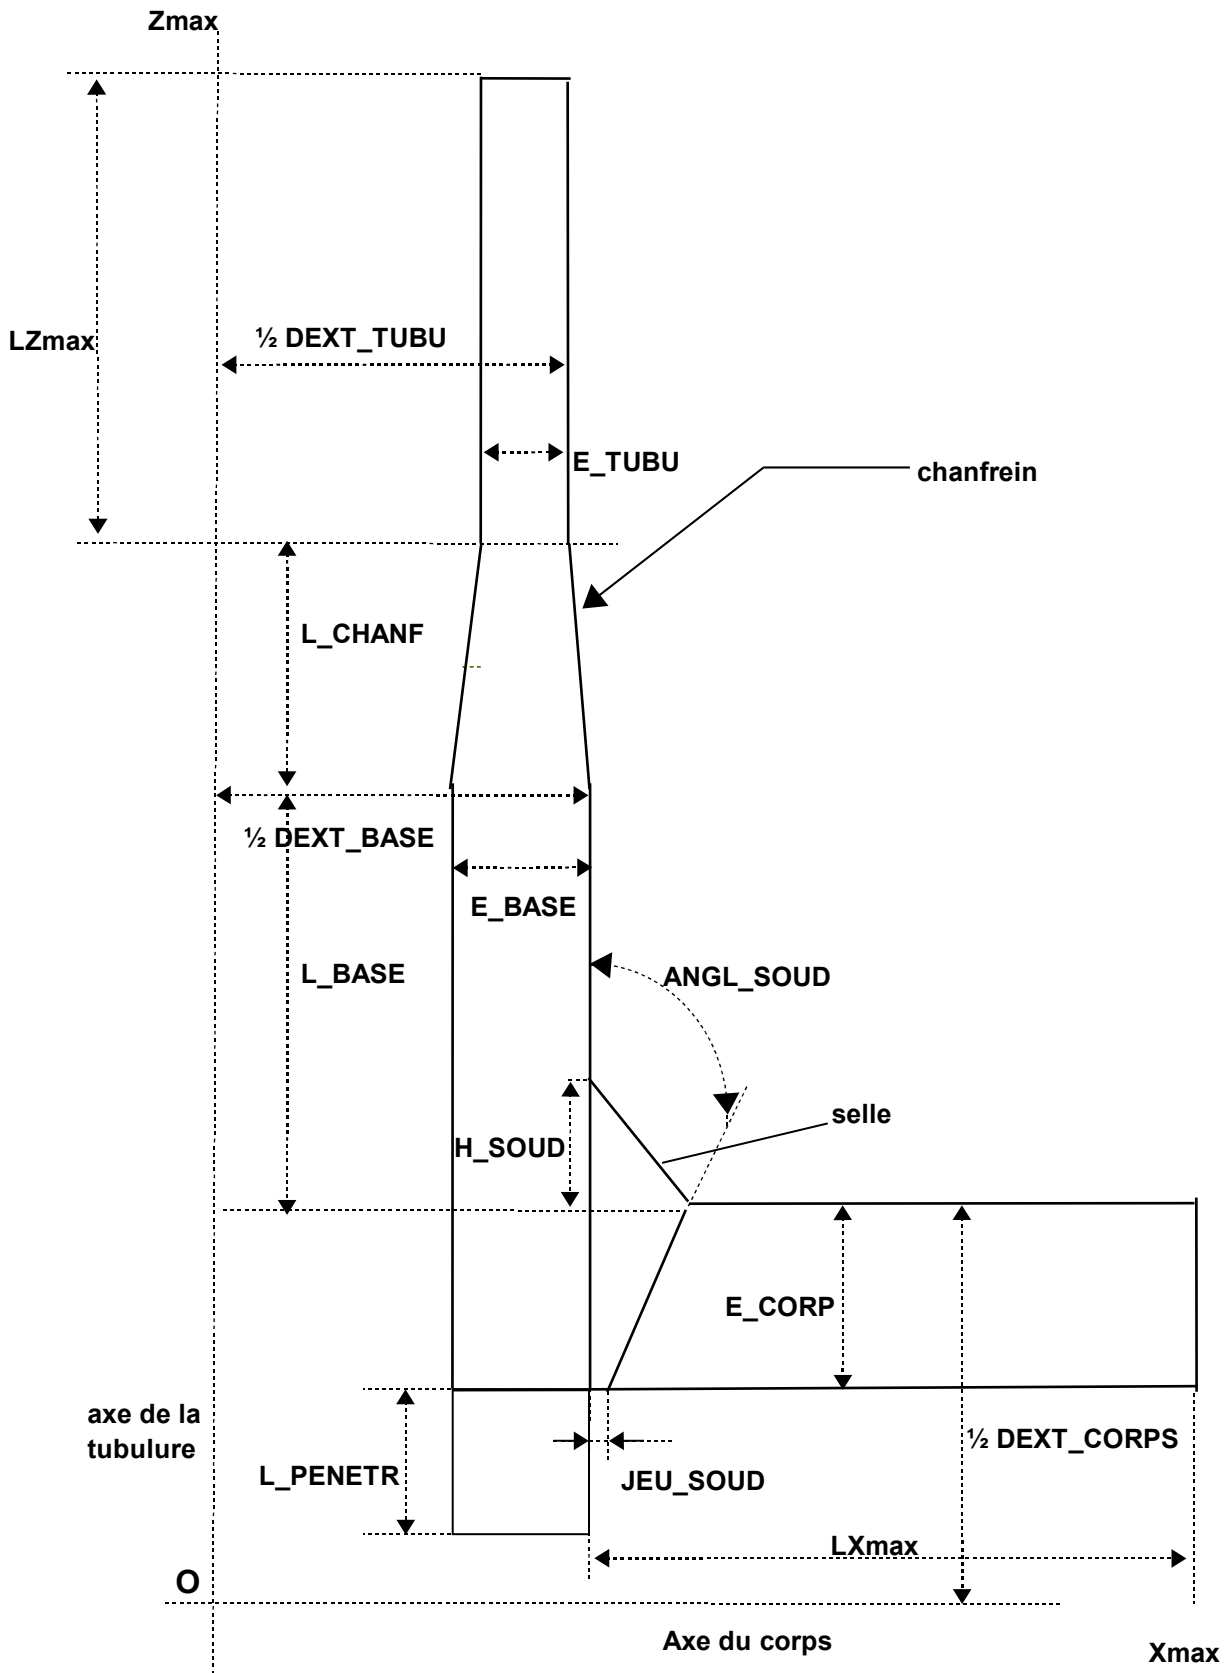 Zmax
LZmax
½ DEXT_TUBU
E_TUBU
chanfrein
L_CHANF
½ DEXT_BASE
E_BASE
L_BASE
ANGL_SOUD
selle
H_SOUD
E_CORP
axe de la
tubulure
½ DEXT_CORPS
L_PENETR
JEU_SOUD
LXmax
O
Axe du corps
Xmax